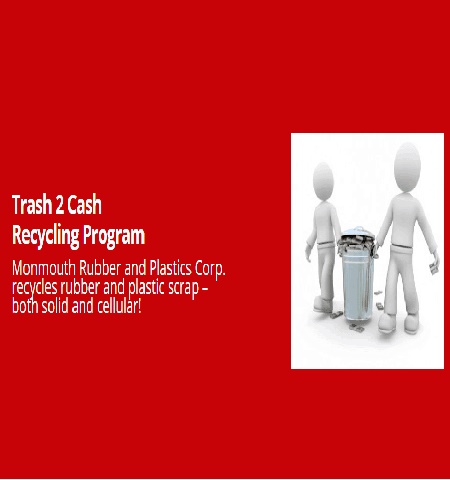 Trash 2 Cash
Recycling Program
Monmouth Rubber and Plastics Corp.
recycles rubber and plastic scrap –
both solid and cellular!